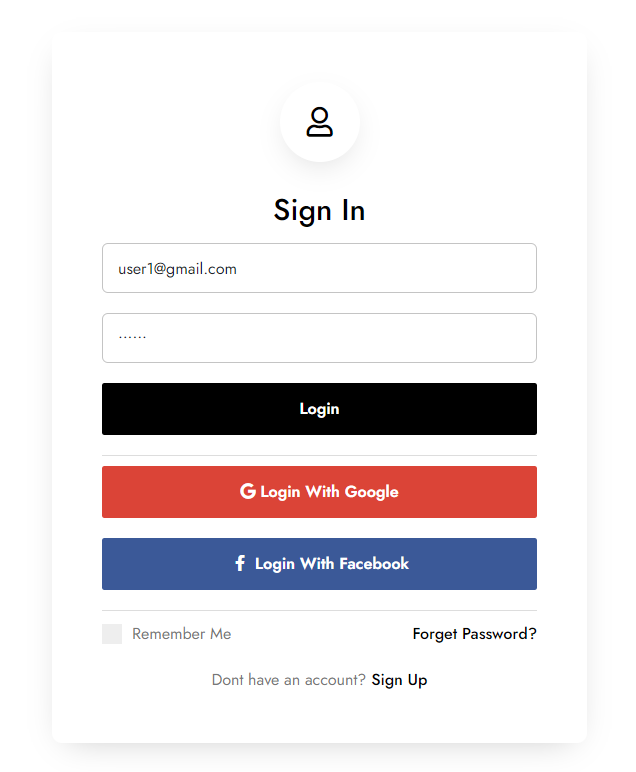 Sign In
user1@gmail.com
......
Login
Login With Google
Login With Facebook
Remember Me
Forget Password?
Dont have an account? Sign Up